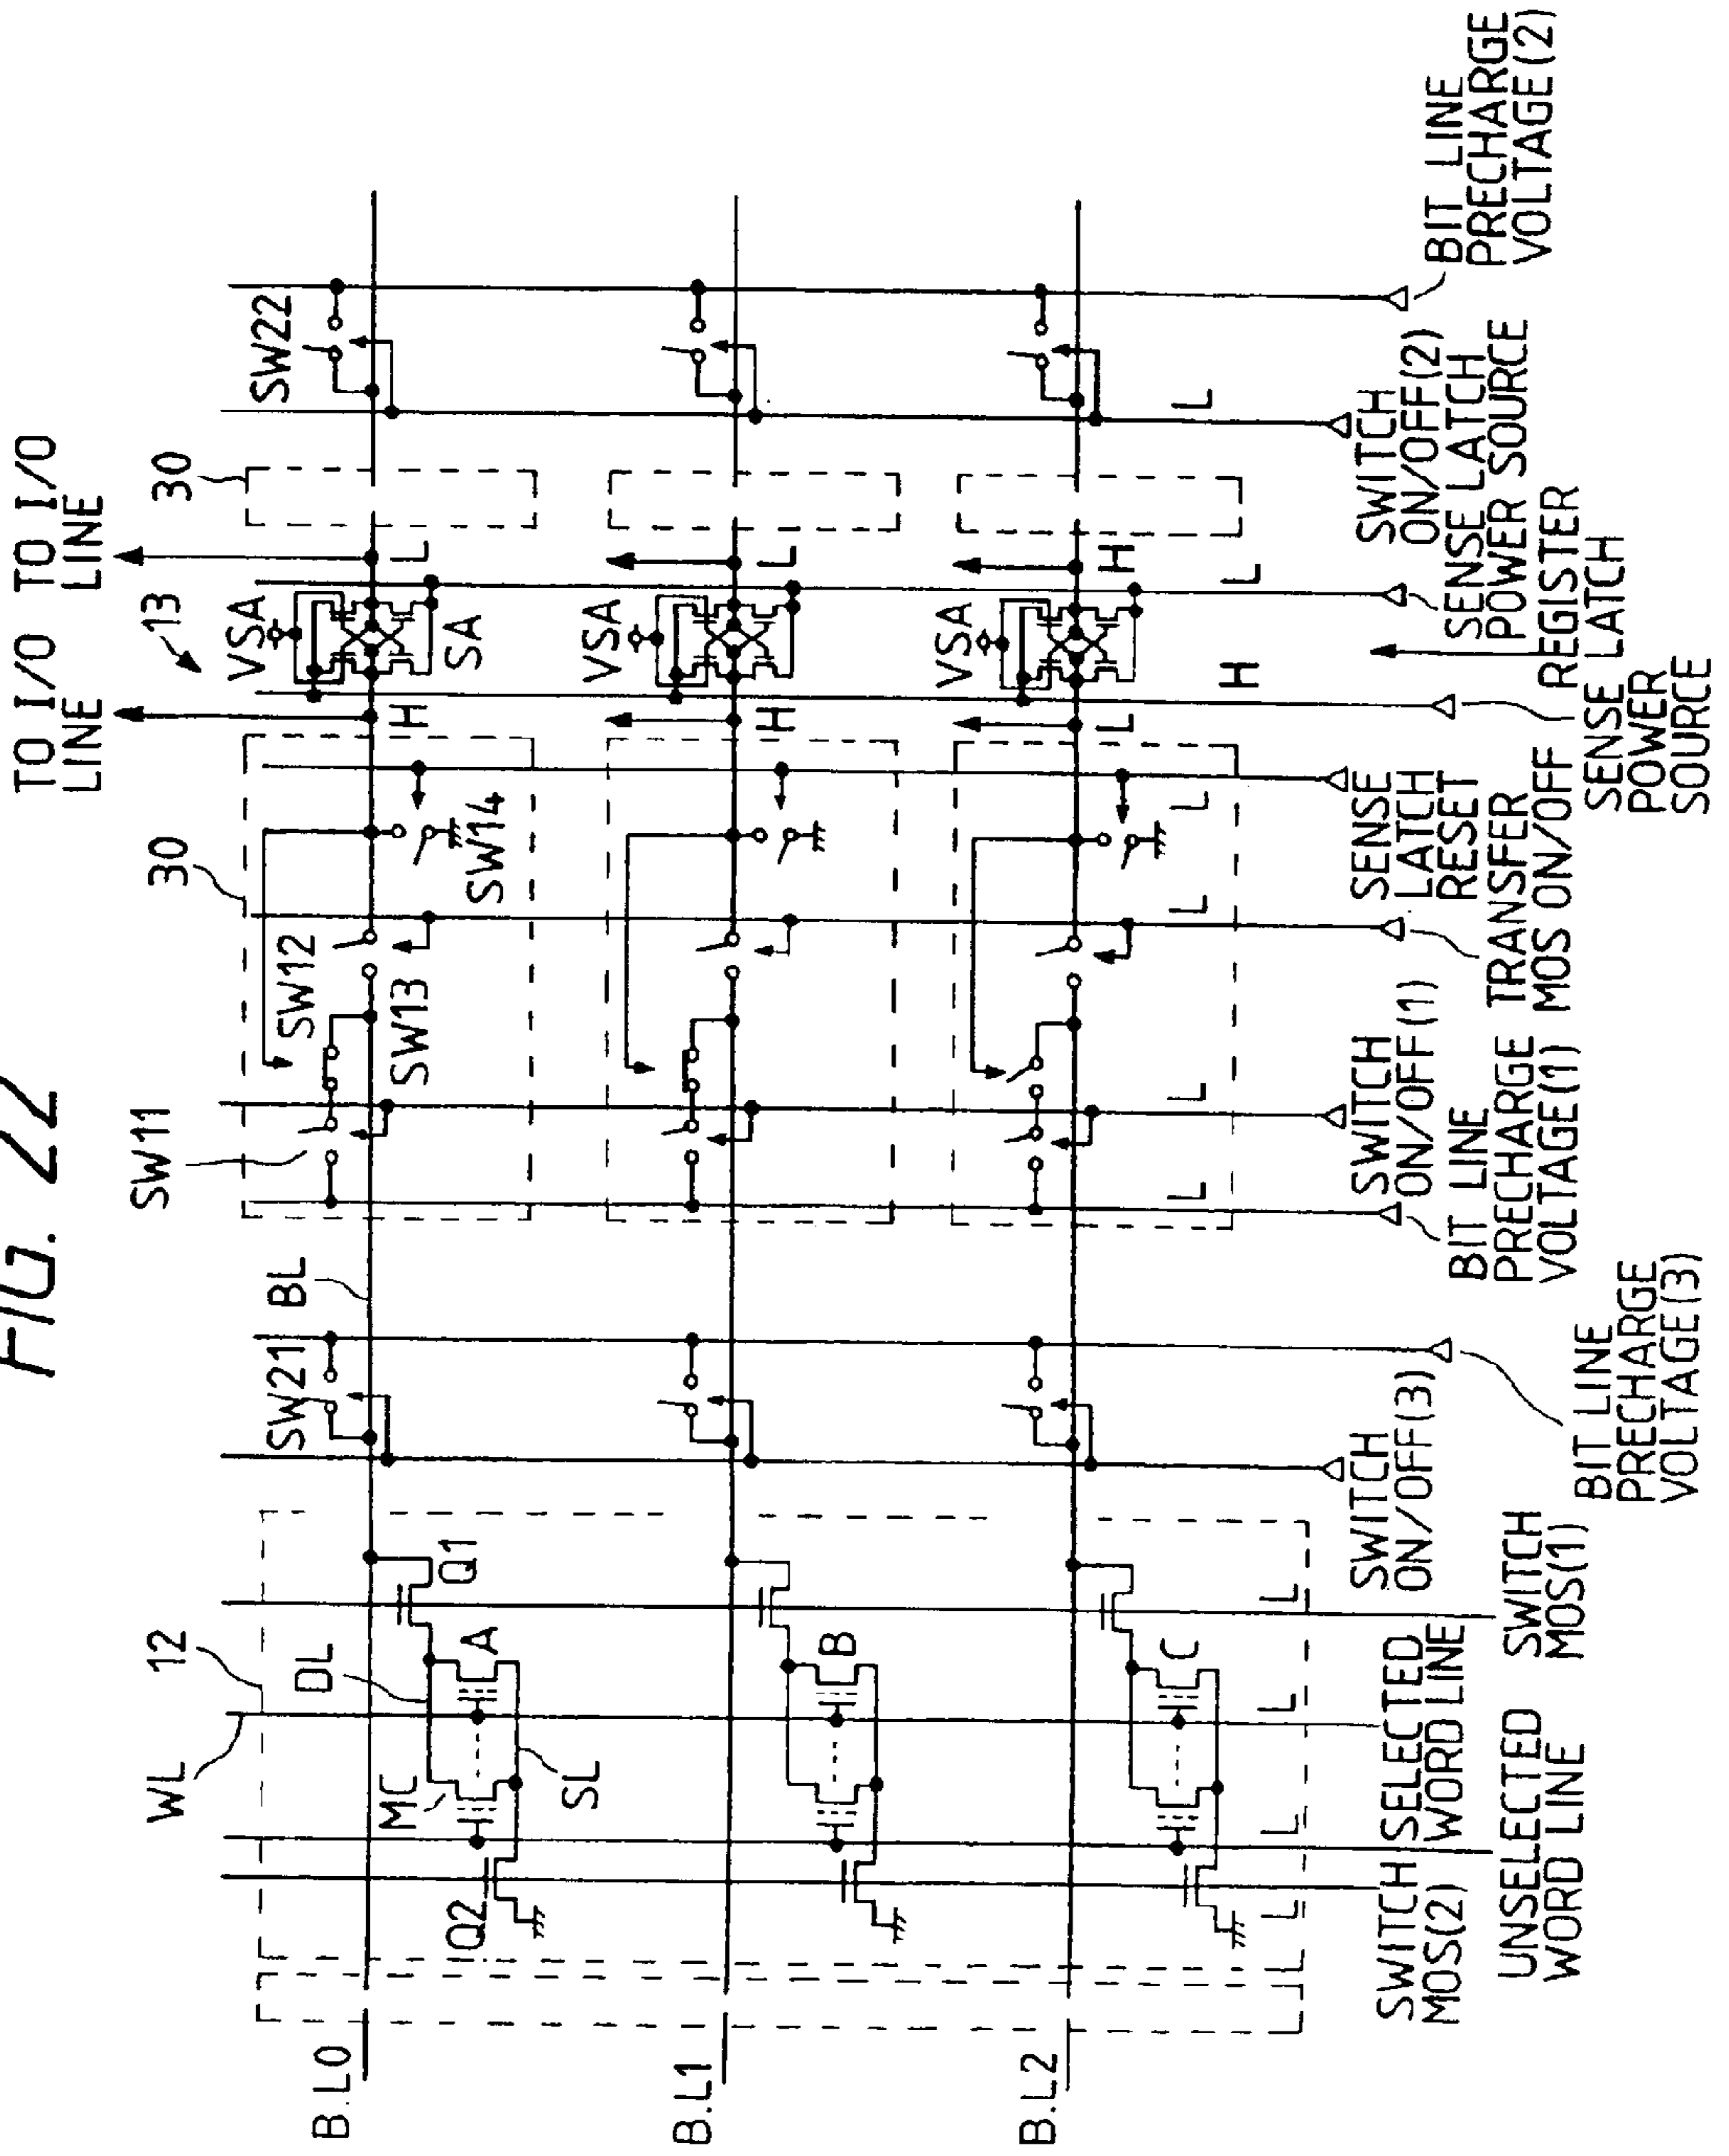 FIG. 22
TO I/O
LINE
TO I/O
LINE
13
30
30
SW11
12
WL
B.L0
DL
MC
A
Q1
Q2
SL
SW21
BL
SW12
SW13
SW14
VSA
SA
H
L
SW22
B.L1
B
VSA
H
L
B.L2
C
VSA
L
H
L
L
L
L
L
L
L
L
H
L
L
SWITCH
MOS(2)
UNSELECTED
WORD LINE
SELECTED
WORD LINE
SWITCH
MOS(1)
SWITCH
ON/OFF(3)
BIT LINE
PRECHARGE
VOLTAGE(3)
BIT LINE
PRECHARGE
VOLTAGE(1)
SWITCH
ON/OFF(1)
TRANSFER
MOS ON/OFF
SENSE
LATCH
RESET
SENSE
POWER
SOURCE
REGISTER
LATCH
SENSE LATCH
POWER SOURCE
SWITCH
ON/OFF(2)
BIT LINE
PRECHARGE
VOLTAGE(2)